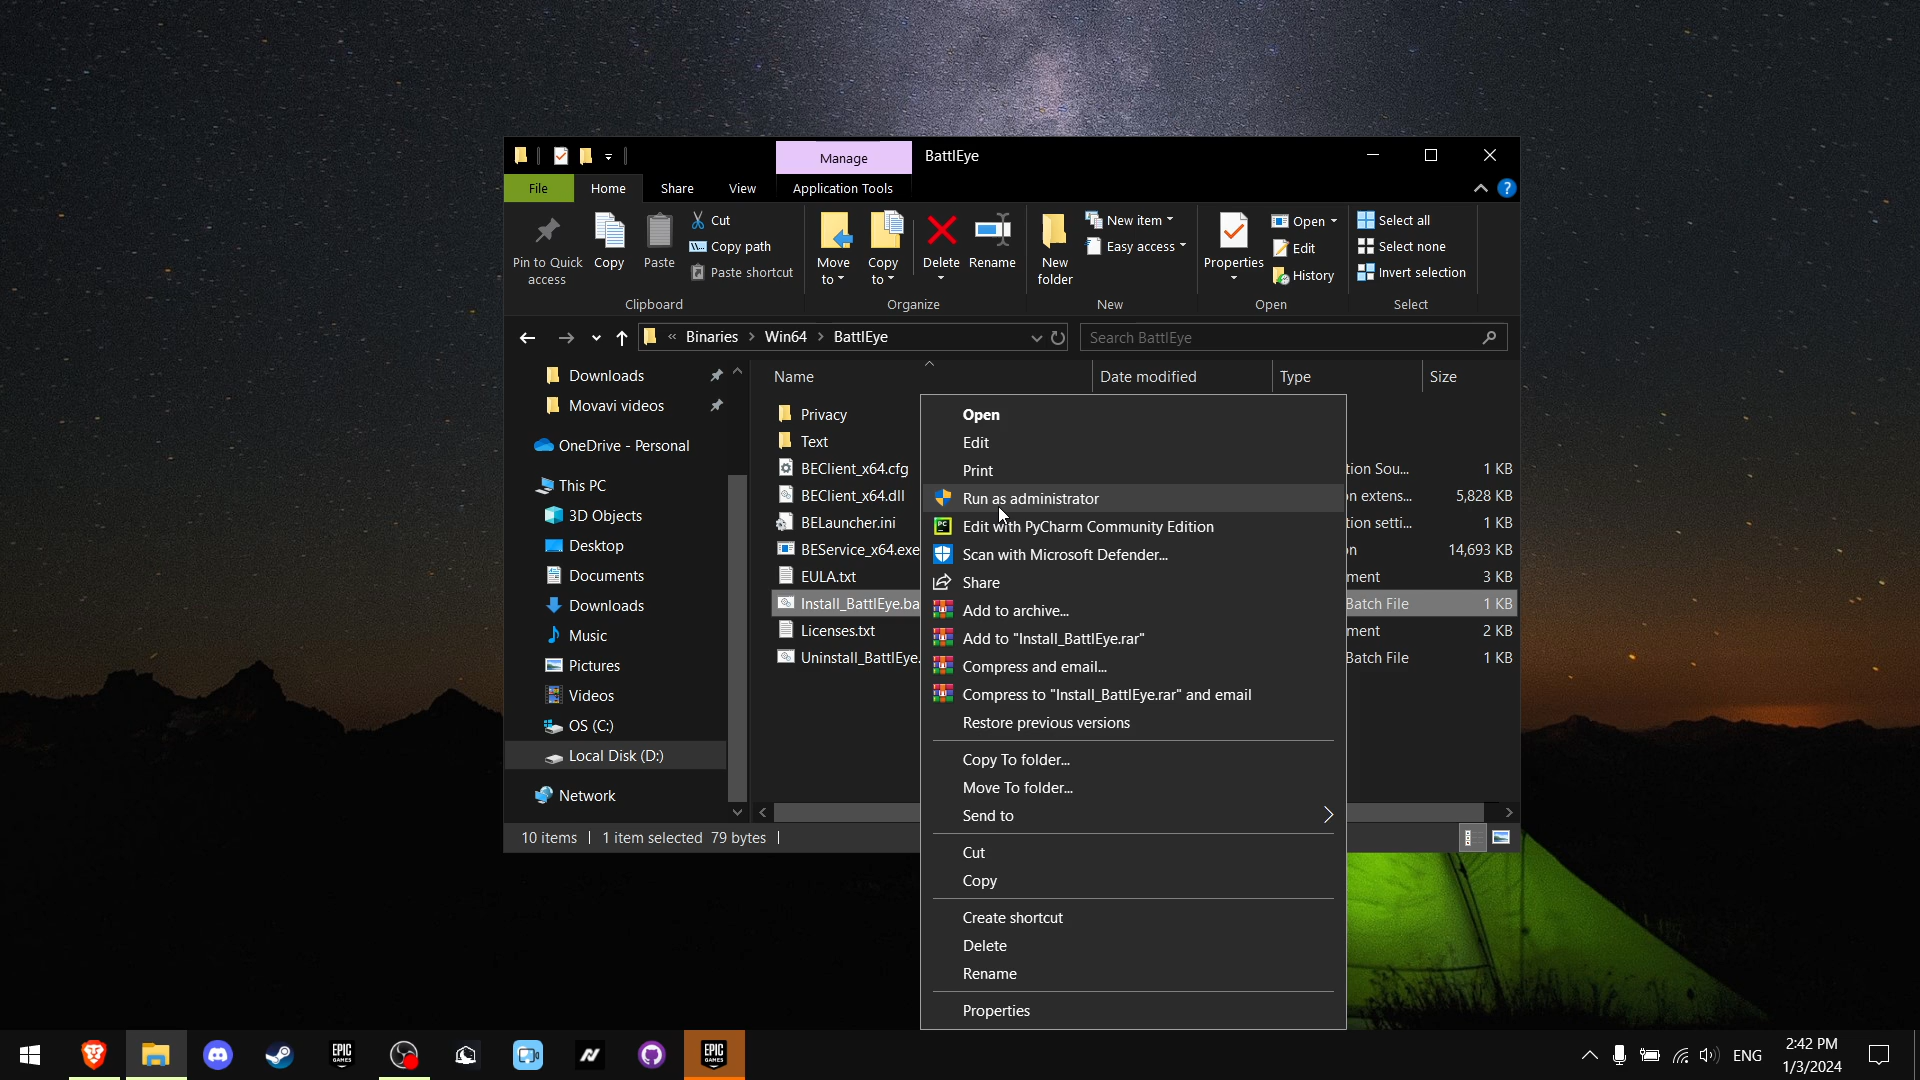 Manage
BattlEye
File
Home
Share
View
Application Tools
Pin to Quick access
Copy
Paste
Cut
Copy path
Paste shortcut
Clipboard
Move to
Copy to
Delete
Rename
Organize
New folder
New item
Easy access
New
Properties
Open
Edit
History
Open
Select all
Select none
Invert selection
Select
« Binaries > Win64 > BattlEye
Search BattlEye
Downloads
Movavi videos
OneDrive - Personal
This PC
3D Objects
Desktop
Documents
Downloads
Music
Pictures
Videos
OS (C:)
Local Disk (D:)
Network
Name
Date modified
Type
Size
Privacy
Text
BEClient_x64.cfg
tion Sou...
1 KB
BEClient_x64.dll
n extens...
5,828 KB
BELauncher.ini
tion setti...
1 KB
BEService_x64.exe
n
14,693 KB
EULA.txt
ment
3 KB
Install_BattlEye.ba
Batch File
1 KB
Licenses.txt
ment
2 KB
Uninstall_BattlEye.
Batch File
1 KB
Open
Edit
Print
Run as administrator
Edit with PyCharm Community Edition
Scan with Microsoft Defender...
Share
Add to archive...
Add to "Install_BattlEye.rar"
Compress and email...
Compress to "Install_BattlEye.rar" and email
Restore previous versions
Copy To folder...
Move To folder...
Send to
Cut
Copy
Create shortcut
Delete
Rename
Properties
10 items
1 item selected 79 bytes
EPIC GAMES
EPIC GAMES
ENG
2:42 PM
1/3/2024